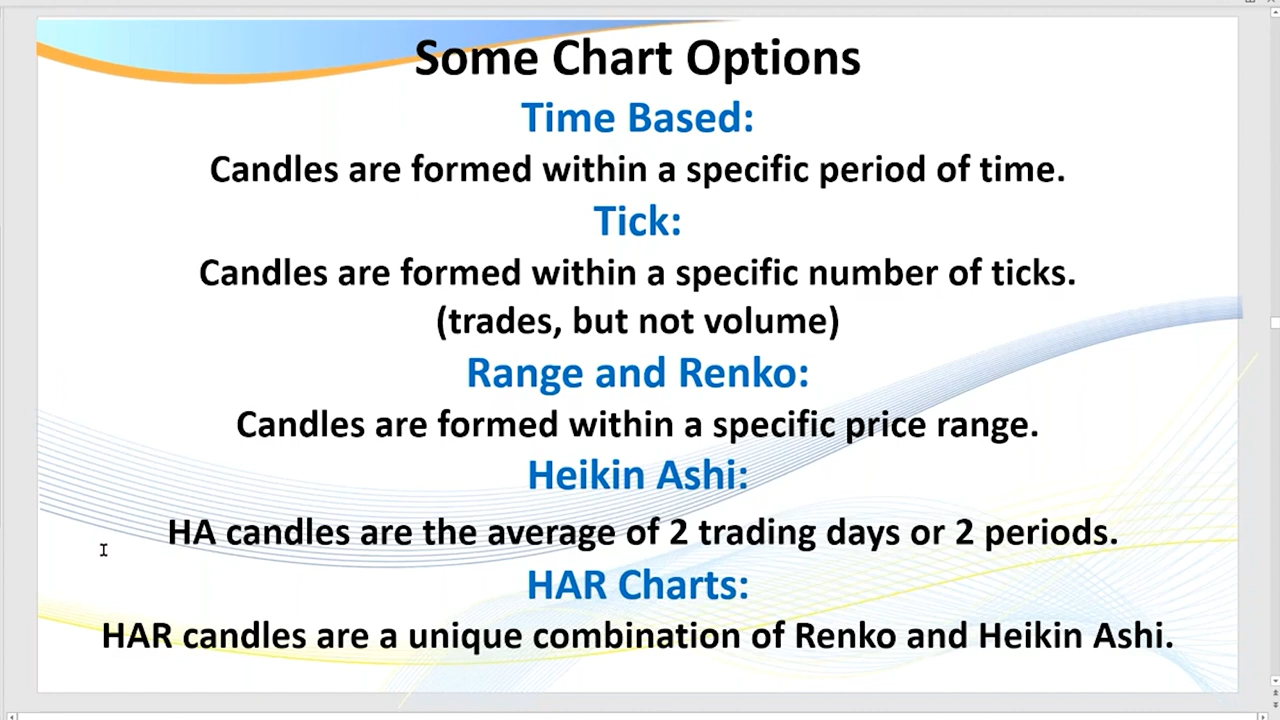 Some Chart Options
Time Based:
Candles are formed within a specific period of time.
Tick:
Candles are formed within a specific number of ticks.
(trades, but not volume)
Range and Renko:
Candles are formed within a specific price range.
Heikin Ashi:
HA candles are the average of 2 trading days or 2 periods.
HAR Charts:
HAR candles are a unique combination of Renko and Heikin Ashi.